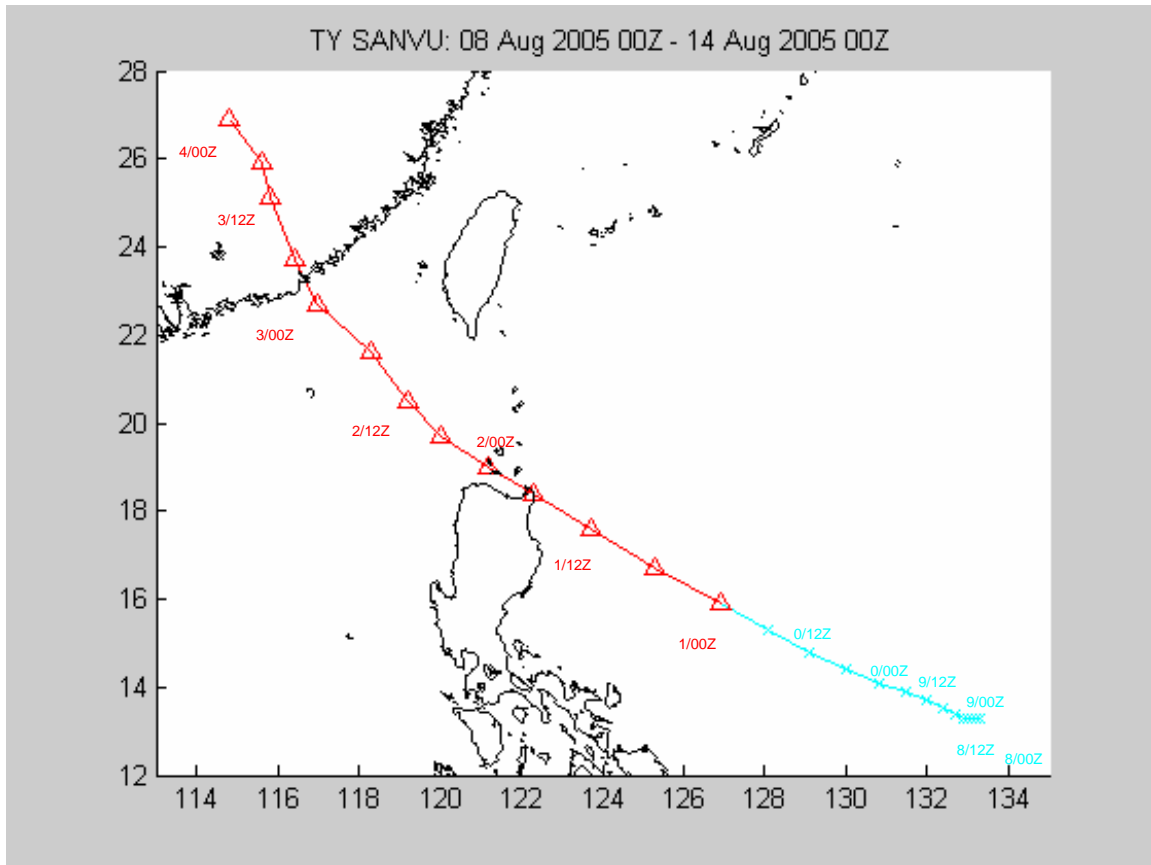 TY SANVU: 08 Aug 2005 00Z - 14 Aug 2005 00Z
28
4/00Z
26
3/12Z
24
22
3/00Z
20
2/12Z
2/00Z
18
1/12Z
16
1/00Z
0/12Z
14
0/00Z
9/12Z
9/00Z
8/12Z
8/00Z
12
114 116 118 120 122 124 126 128 130 132 134